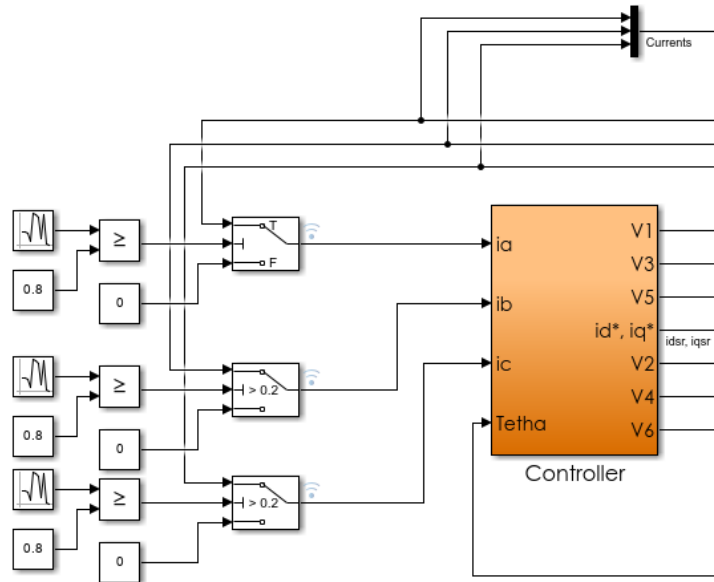 Currents
T
≥
F
0.8
0
ia
V1
V3
ib
V5
id*, iq*
idsr, iqsr
≥
> 0.2
ic
V2
V4
0.8
0
Tetha
V6
Controller
≥
> 0.2
0.8
0